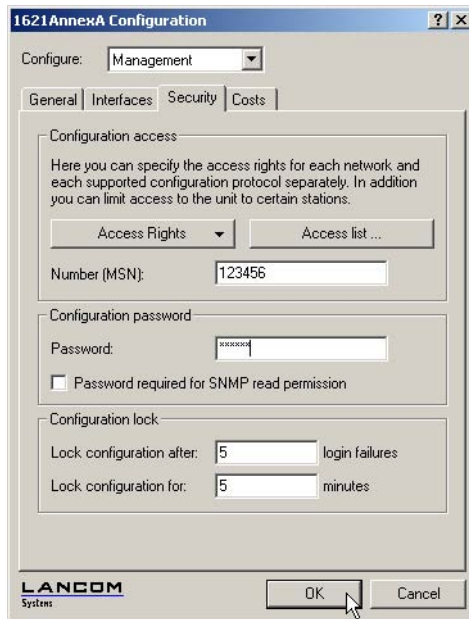 1621AnnexA Configuration
Configure: Management
General Interfaces Security Costs
Configuration access
Here you can specify the access rights for each network and
each supported configuration protocol separately. In addition
you can limit access to the unit to certain stations.
Access Rights Access list ...
Number (MSN): 123456
Configuration password
Password: ******
Password required for SNMP read permission
Configuration lock
Lock configuration after: 5 login failures
Lock configuration for: 5 minutes
LANCOM
Systems
OK Cancel